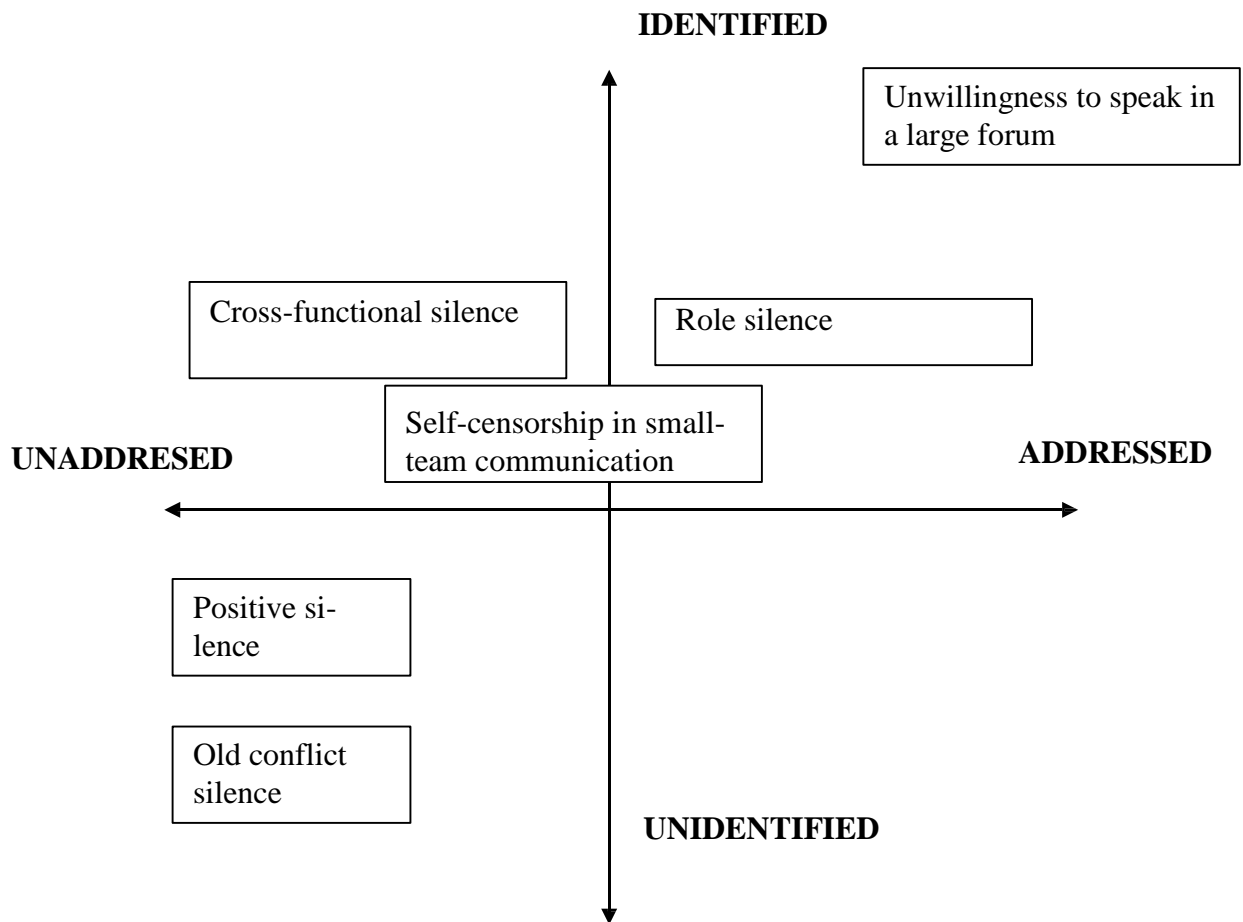 IDENTIFIED
Unwillingness to speak in
a large forum
Cross-functional silence
Role silence
Self-censorship in small-
team communication
UNADDRESED
ADDRESSED
Positive si-
lence
Old conflict
silence
UNIDENTIFIED